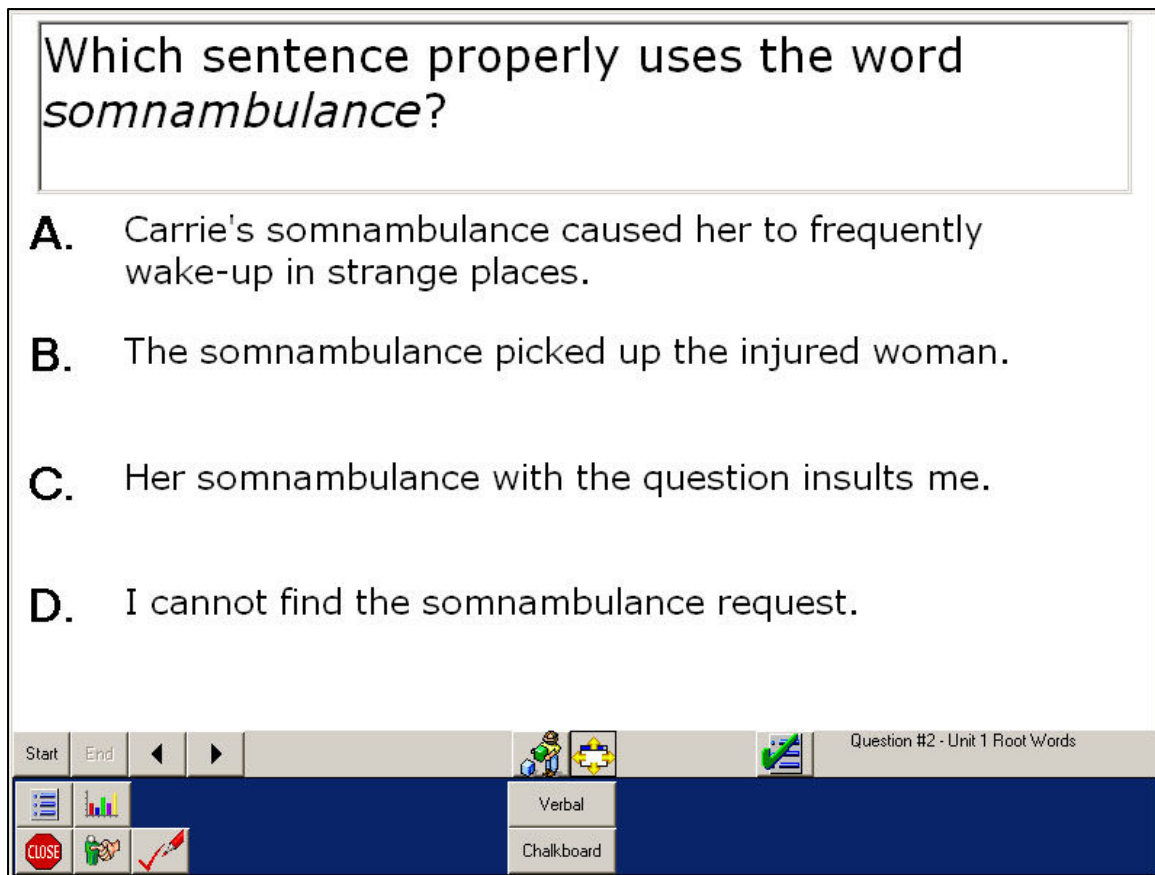 Which sentence properly uses the word
somnambulance?
A. Carrie's somnambulance caused her to frequently
wake-up in strange places.
B. The somnambulance picked up the injured woman.
C. Her somnambulance with the question insults me.
D. I cannot find the somnambulance request.
Start End Question #2 - Unit 1 Root Words
Verbal
CLOSE Chalkboard